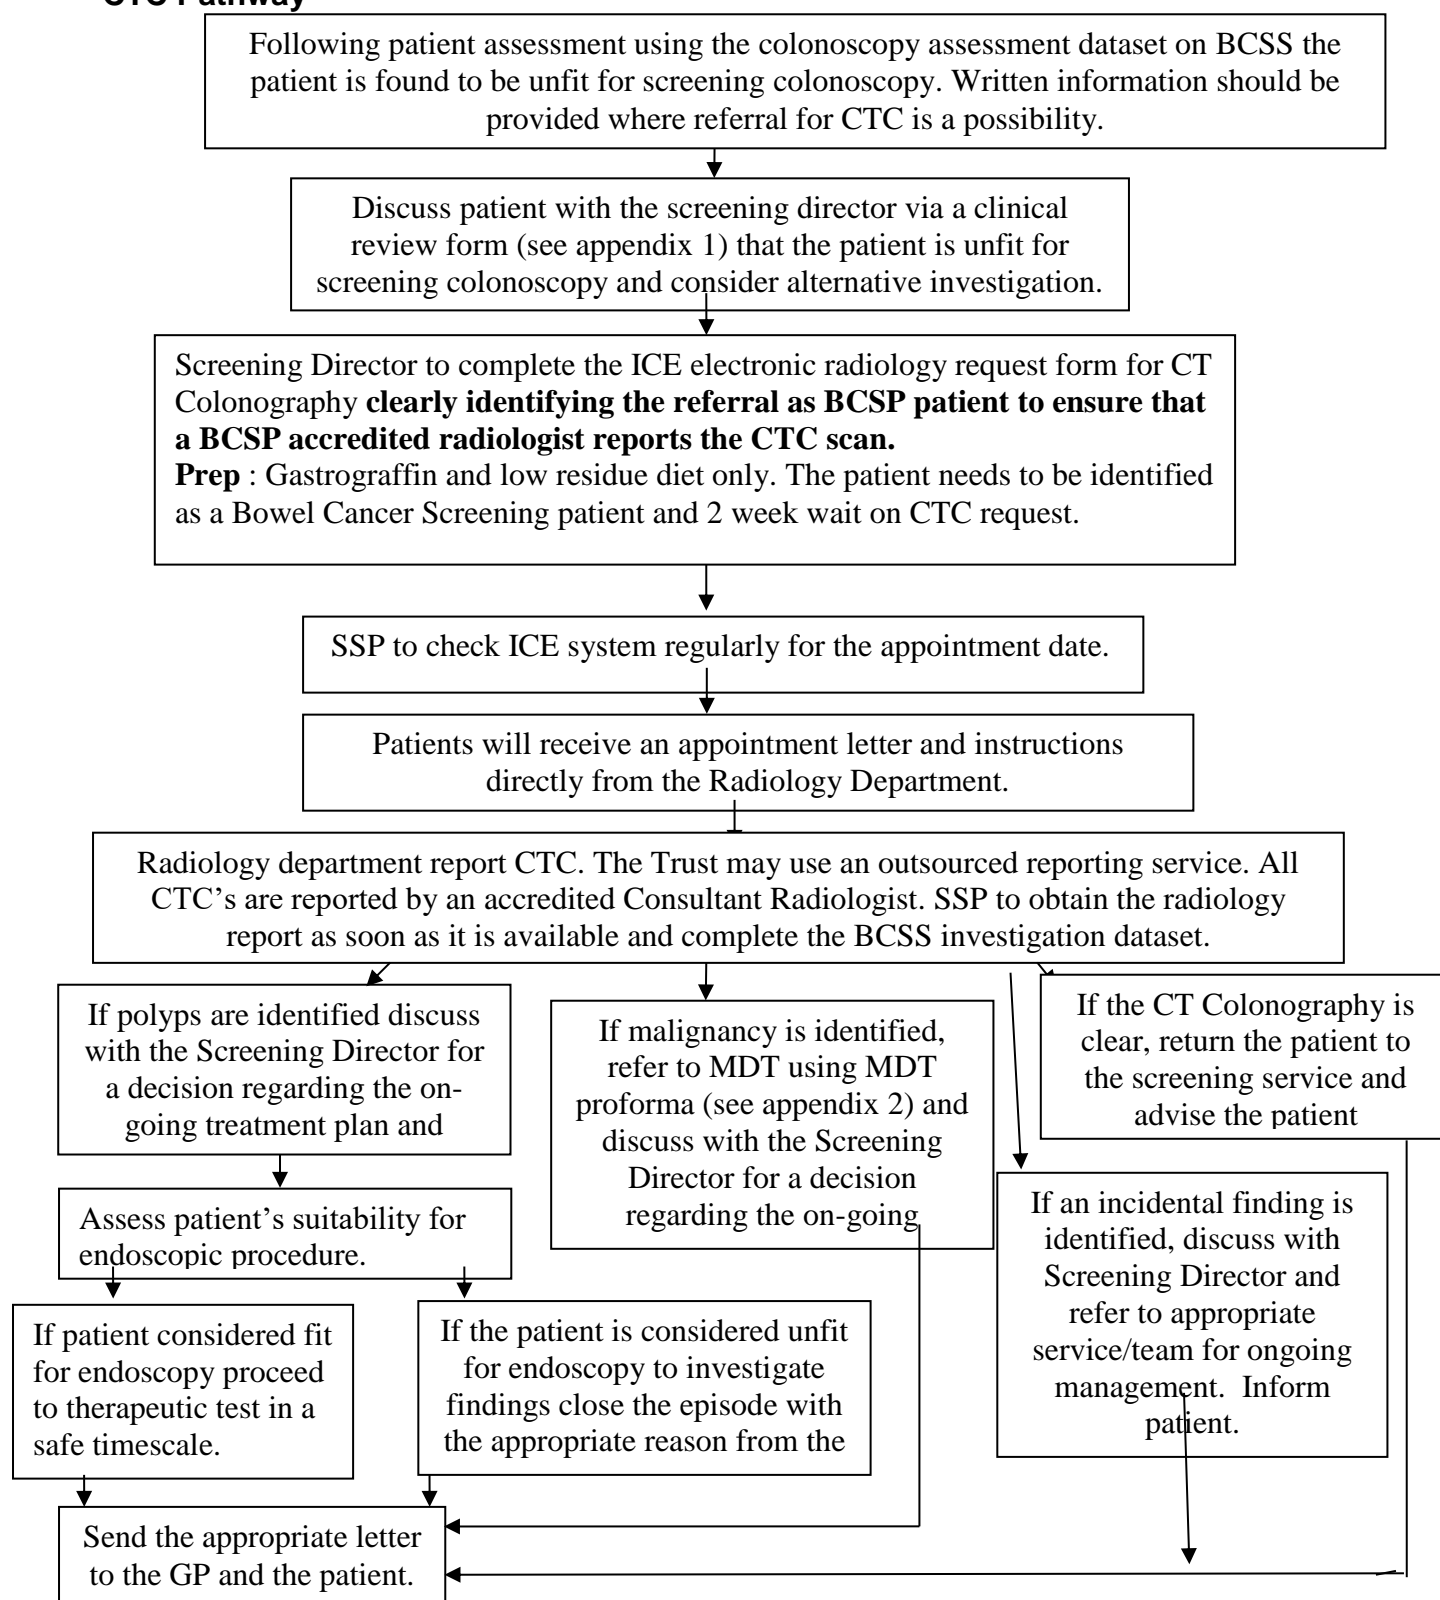 CTC Pathway
Following patient assessment using the colonoscopy assessment dataset on BCSS the
patient is found to be unfit for screening colonoscopy. Written information should be
provided where referral for CTC is a possibility.
Discuss patient with the screening director via a clinical
review form (see appendix 1) that the patient is unfit for
screening colonoscopy and consider alternative investigation.
Screening Director to complete the ICE electronic radiology request form for CT
Colonography clearly identifying the referral as BCSP patient to ensure that
a BCSP accredited radiologist reports the CTC scan.
Prep : Gastrograffin and low residue diet only. The patient needs to be identified
as a Bowel Cancer Screening patient and 2 week wait on CTC request.
SSP to check ICE system regularly for the appointment date.
Patients will receive an appointment letter and instructions
directly from the Radiology Department.
Radiology department report CTC. The Trust may use an outsourced reporting service. All
CTC's are reported by an accredited Consultant Radiologist. SSP to obtain the radiology
report as soon as it is available and complete the BCSS investigation dataset.
If polyps are identified discuss
with the Screening Director for
a decision regarding the on-
going treatment plan and
If malignancy is identified,
refer to MDT using MDT
proforma (see appendix 2) and
discuss with the Screening
Director for a decision
regarding the on-going
If the CT Colonography is
clear, return the patient to
the screening service and
advise the patient
Assess patient's suitability for
endoscopic procedure.
If an incidental finding is
identified, discuss with
Screening Director and
refer to appropriate
service/team for ongoing
management.  Inform
patient.
If patient considered fit
for endoscopy proceed
to therapeutic test in a
safe timescale.
If the patient is considered unfit
for endoscopy to investigate
findings close the episode with
the appropriate reason from the
Send the appropriate letter
to the GP and the patient.